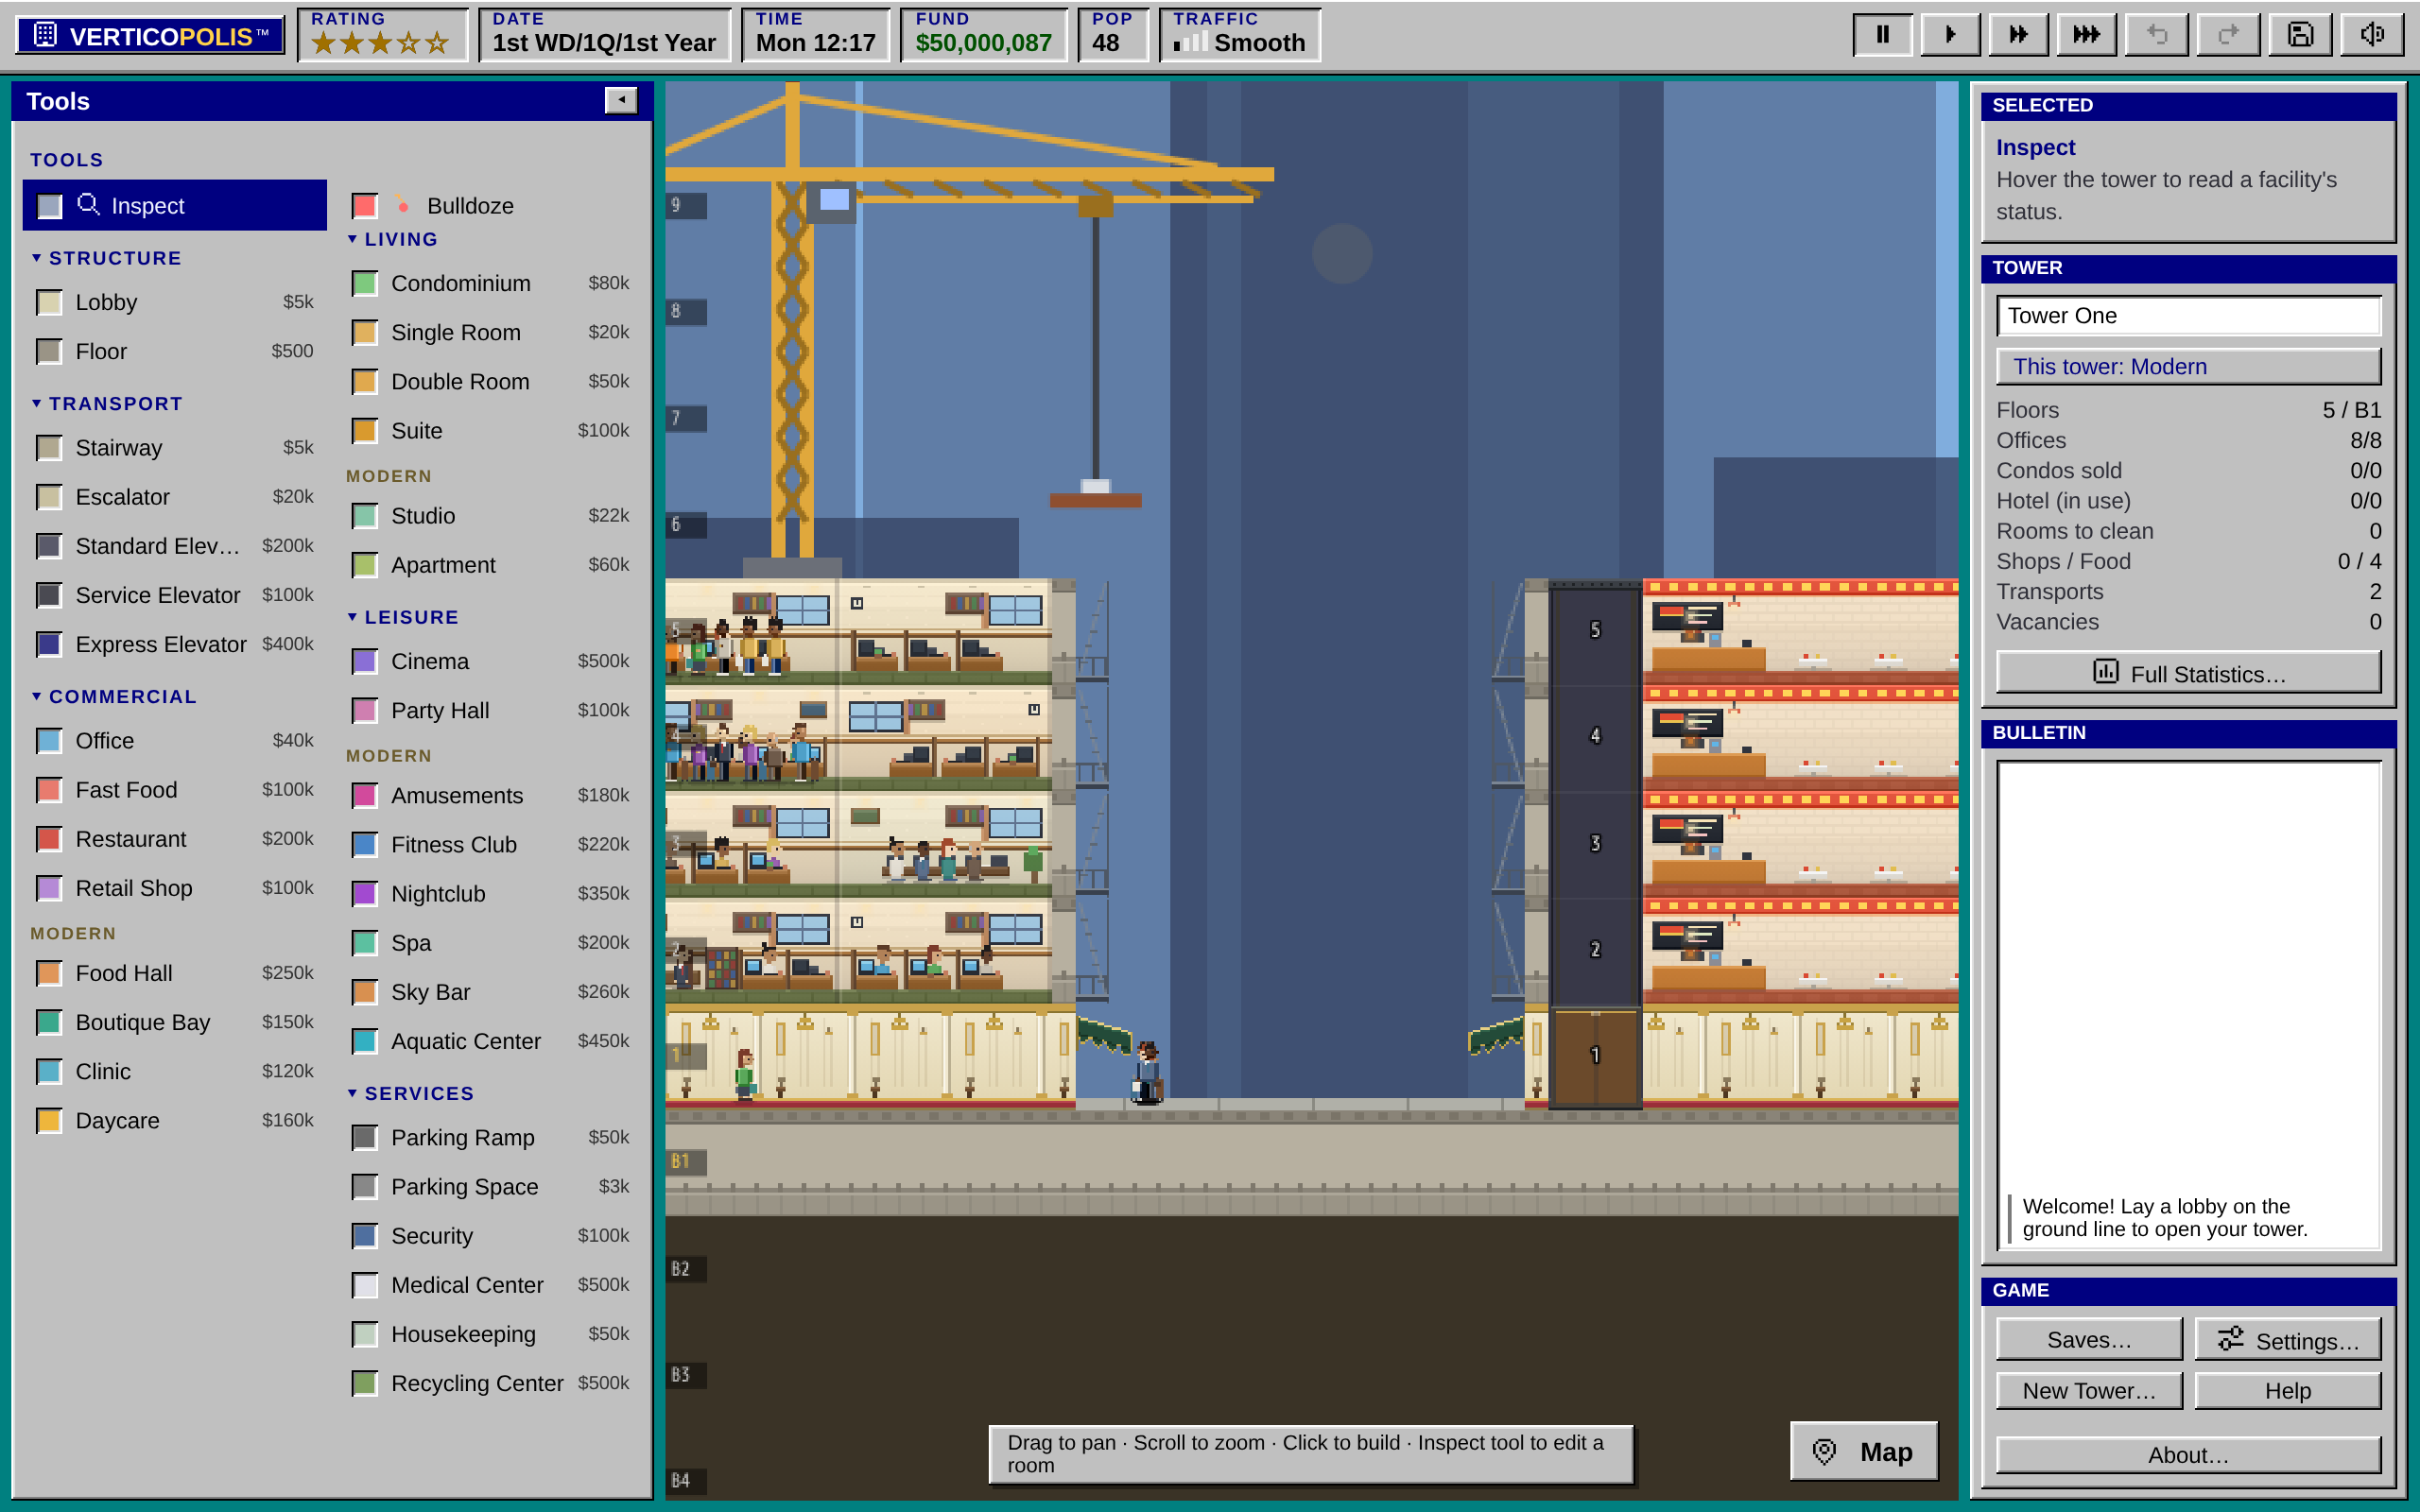 VERTICOPOLIS™
RATING
DATE
1st WD/1Q/1st Year
TIME
Mon 12:17
FUND
$50,000,087
POP
48
TRAFFIC
Smooth
Tools
TOOLS
Inspect
STRUCTURE
Lobby $5k
Floor $500
TRANSPORT
Stairway $5k
Escalator $20k
Standard Elev… $200k
Service Elevator $100k
Express Elevator $400k
COMMERCIAL
Office $40k
Fast Food $100k
Restaurant $200k
Retail Shop $100k
MODERN
Food Hall $250k
Boutique Bay $150k
Clinic $120k
Daycare $160k
Bulldoze
LIVING
Condominium $80k
Single Room $20k
Double Room $50k
Suite $100k
MODERN
Studio $22k
Apartment $60k
LEISURE
Cinema $500k
Party Hall $100k
MODERN
Amusements $180k
Fitness Club $220k
Nightclub $350k
Spa $200k
Sky Bar $260k
Aquatic Center $450k
SERVICES
Parking Ramp $50k
Parking Space $3k
Security $100k
Medical Center $500k
Housekeeping $50k
Recycling Center $500k
9
8
7
6
5
4
3
2
1
B1
B2
B3
B4
5
4
3
2
1
Drag to pan · Scroll to zoom · Click to build · Inspect tool to edit a
room
Map
SELECTED
Inspect
Hover the tower to read a facility's
status.
TOWER
Tower One
This tower: Modern
Floors 5 / B1
Offices 8/8
Condos sold 0/0
Hotel (in use) 0/0
Rooms to clean 0
Shops / Food 0 / 4
Transports 2
Vacancies 0
Full Statistics…
BULLETIN
Welcome! Lay a lobby on the
ground line to open your tower.
GAME
Saves…
Settings…
New Tower…
Help
About…